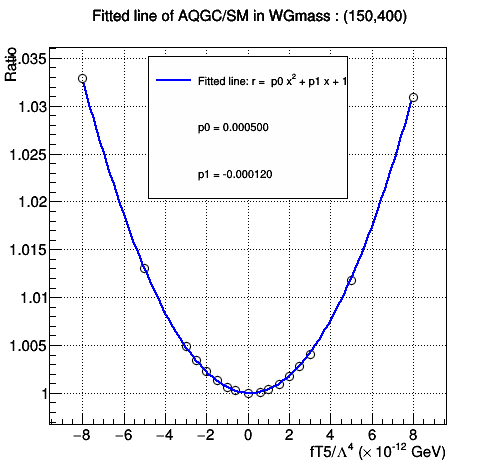 Fitted line of AQGC/SM in WGmass : (150,400)
Ratio
1.035
1.03
1.025
1.02
1.015
1.01
1.005
1
Fitted line: r = p0 x² + p1 x + 1
p0 = 0.000500
p1 = -0.000120
−8 −6 −4 −2 0 2 4 6 8
fT5/Λ⁴ (× 10⁻¹² GeV)